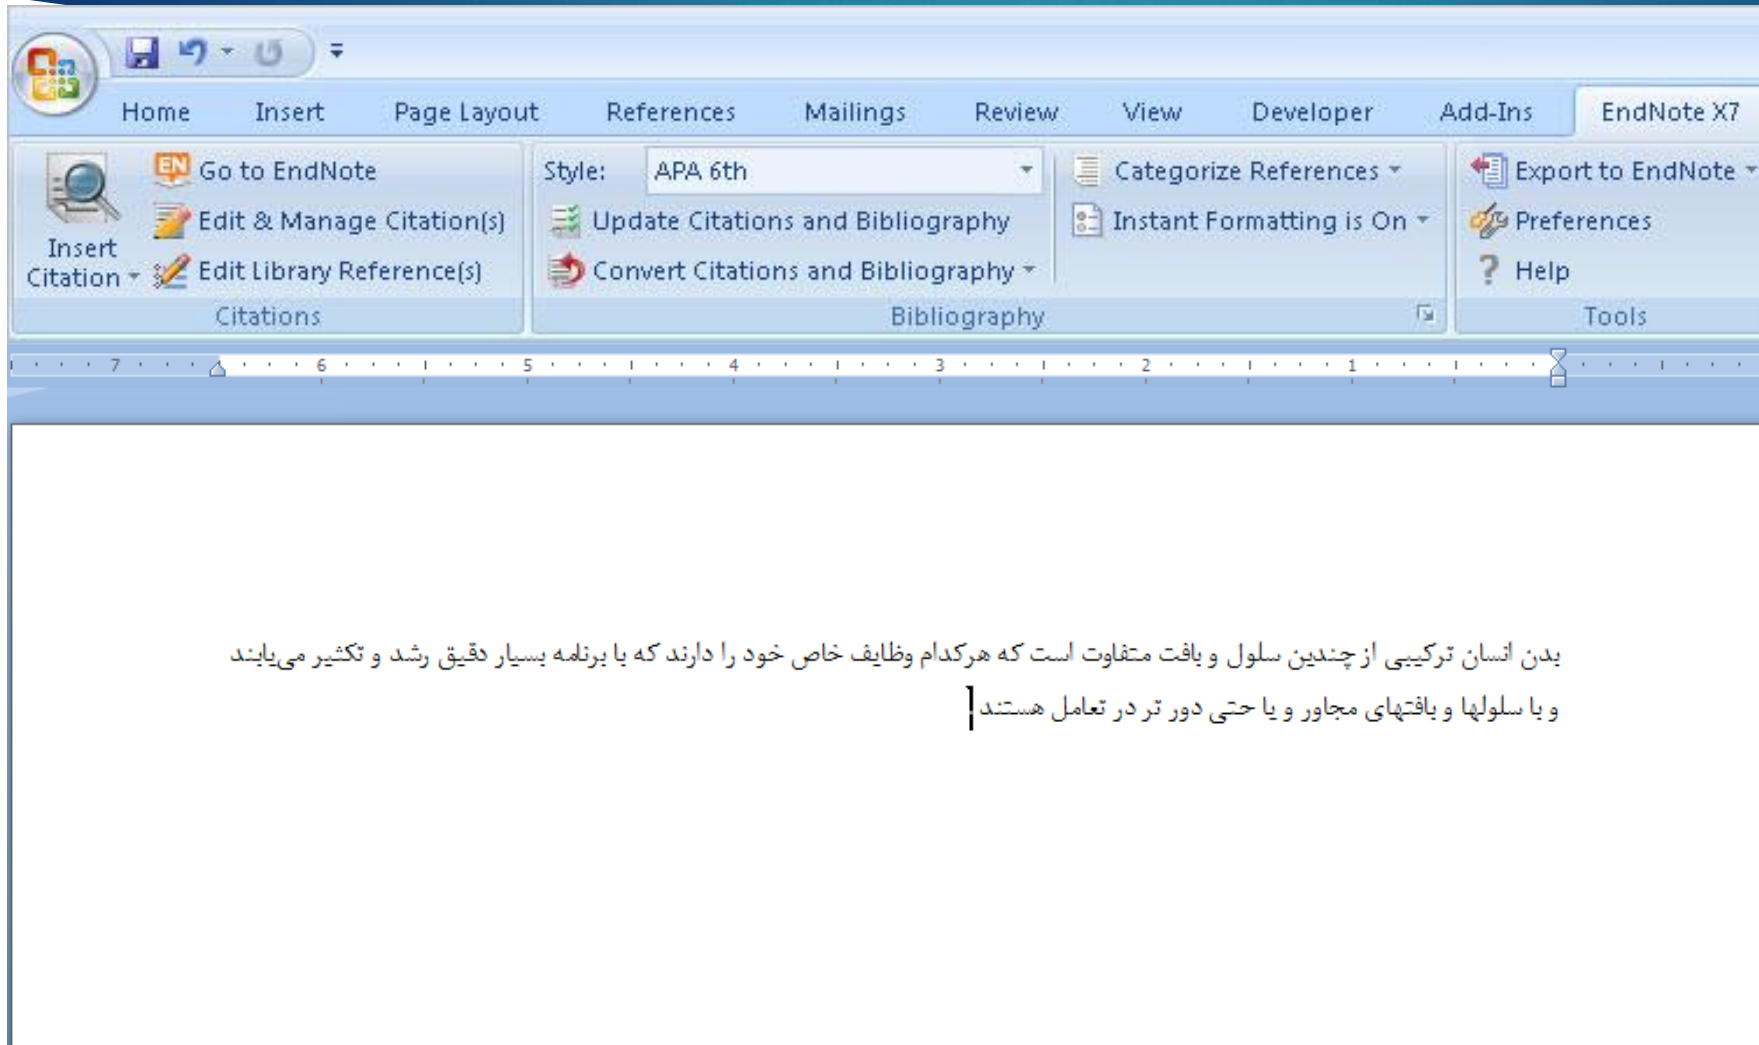 Home Insert Page Layout References Mailings Review View Developer Add-Ins EndNote X7
Insert Citation
Go to EndNote
Edit & Manage Citation(s)
Edit Library Reference(s)
Citations
Style: APA 6th
Update Citations and Bibliography
Convert Citations and Bibliography
Categorize References
Instant Formatting is On
Bibliography
Export to EndNote
Preferences
Help
Tools
7 6 5 4 3 2 1
بدن انسان ترکیبی از چندین سلول و بافت متفاوت است که هرکدام وظایف خاص خود را دارند که با برنامه بسیار دقیق رشد و تکثیر می‌یابند
و با سلولها و بافتهای مجاور و یا حتی دور تر در تعامل هستند